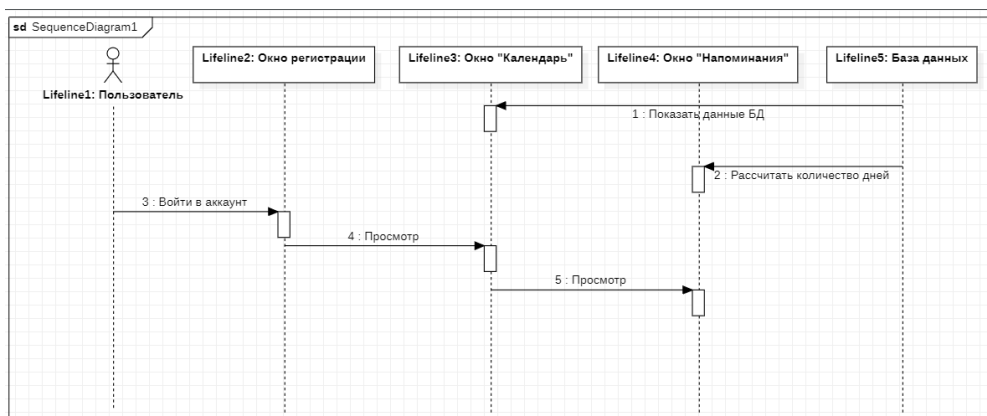 sd SequenceDiagram1
Lifeline1: Пользователь
Lifeline2: Окно регистрации
Lifeline3: Окно "Календарь"
Lifeline4: Окно "Напоминания"
Lifeline5: База данных
1 : Показать данные БД
2 : Рассчитать количество дней
3 : Войти в аккаунт
4 : Просмотр
5 : Просмотр